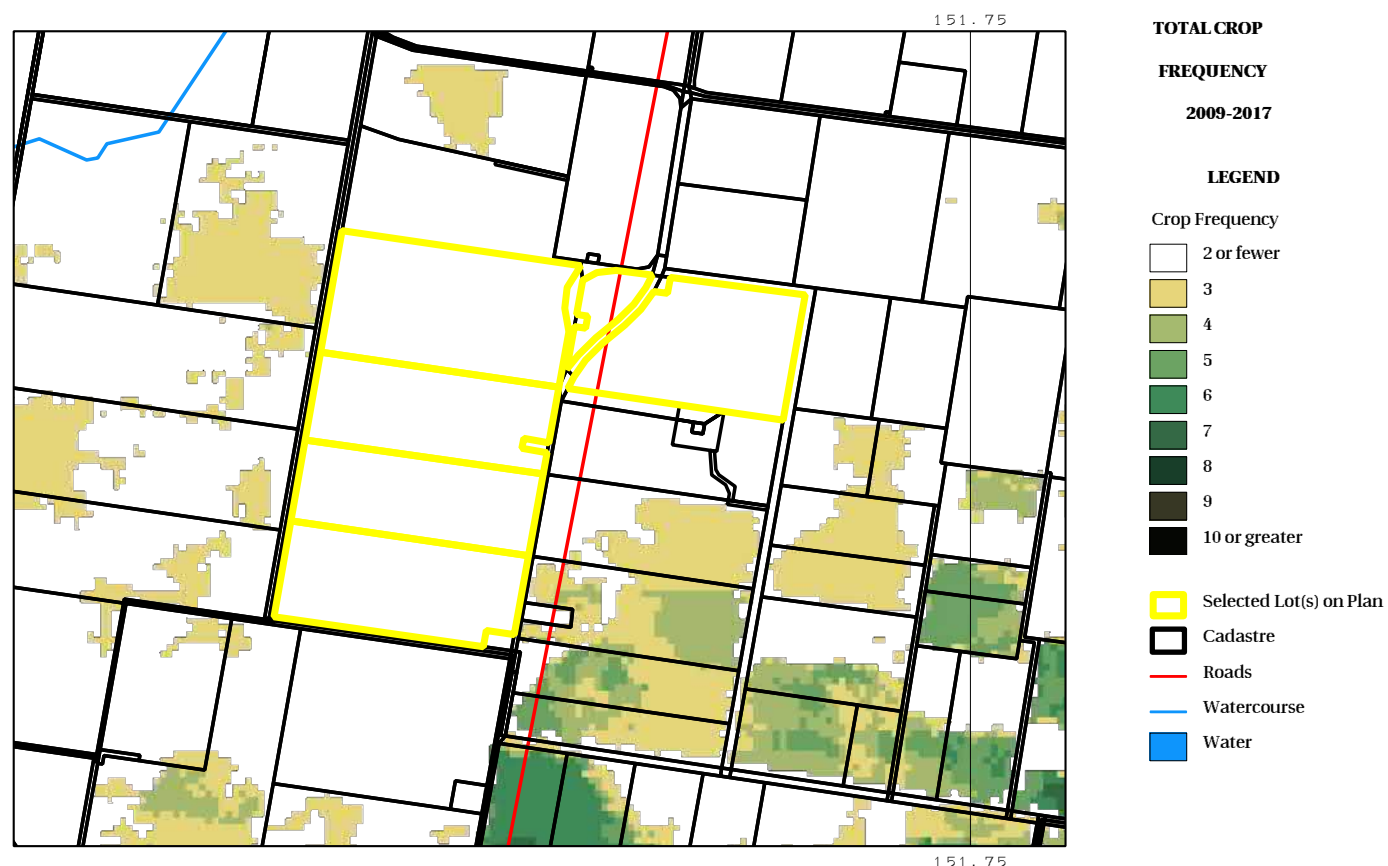 151.75
TOTAL CROP
FREQUENCY
2009-2017
LEGEND
Crop Frequency
2 or fewer
3
4
5
6
7
8
9
10 or greater
Selected Lot(s) on Plan
Cadastre
Roads
Watercourse
Water
151.75